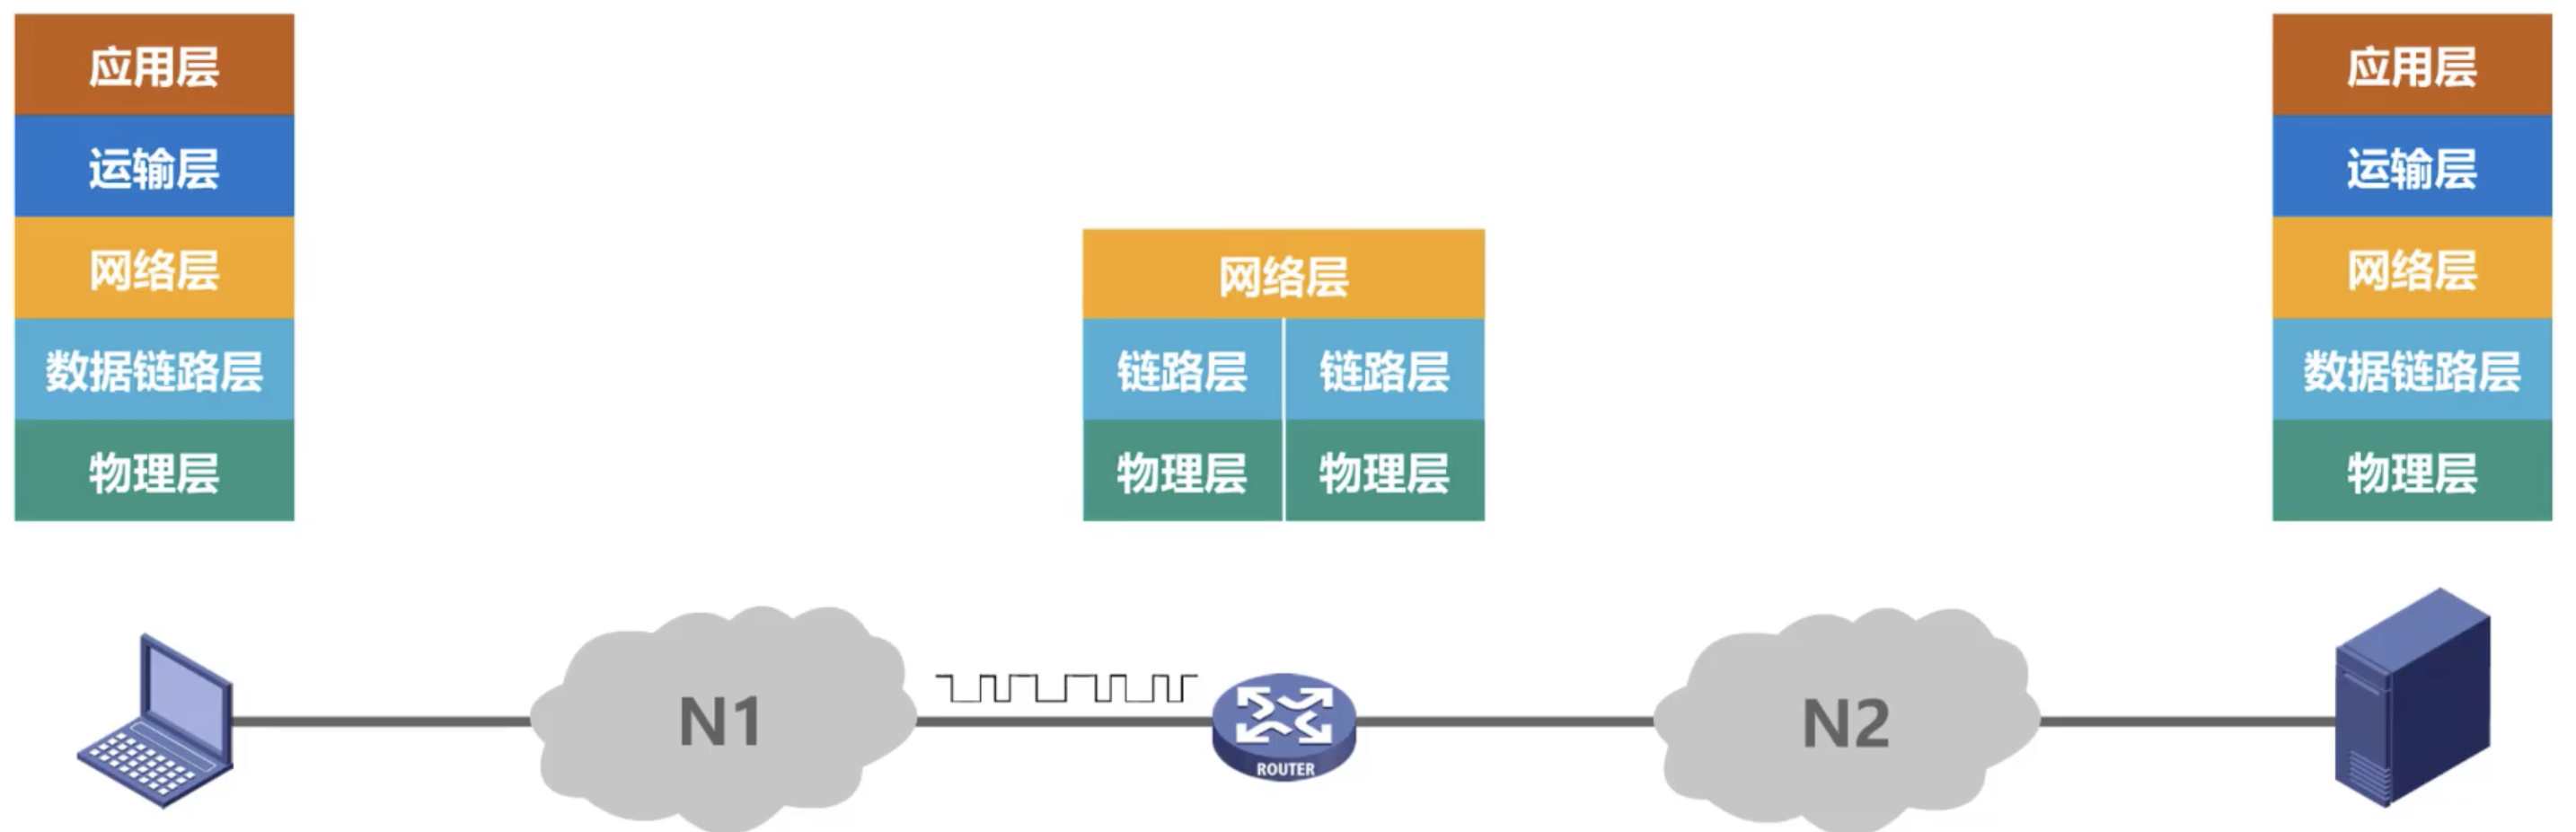 应用层
运输层
网络层
数据链路层
物理层
网络层
链路层 链路层
物理层 物理层
应用层
运输层
网络层
数据链路层
物理层
N1
ROUTER
N2